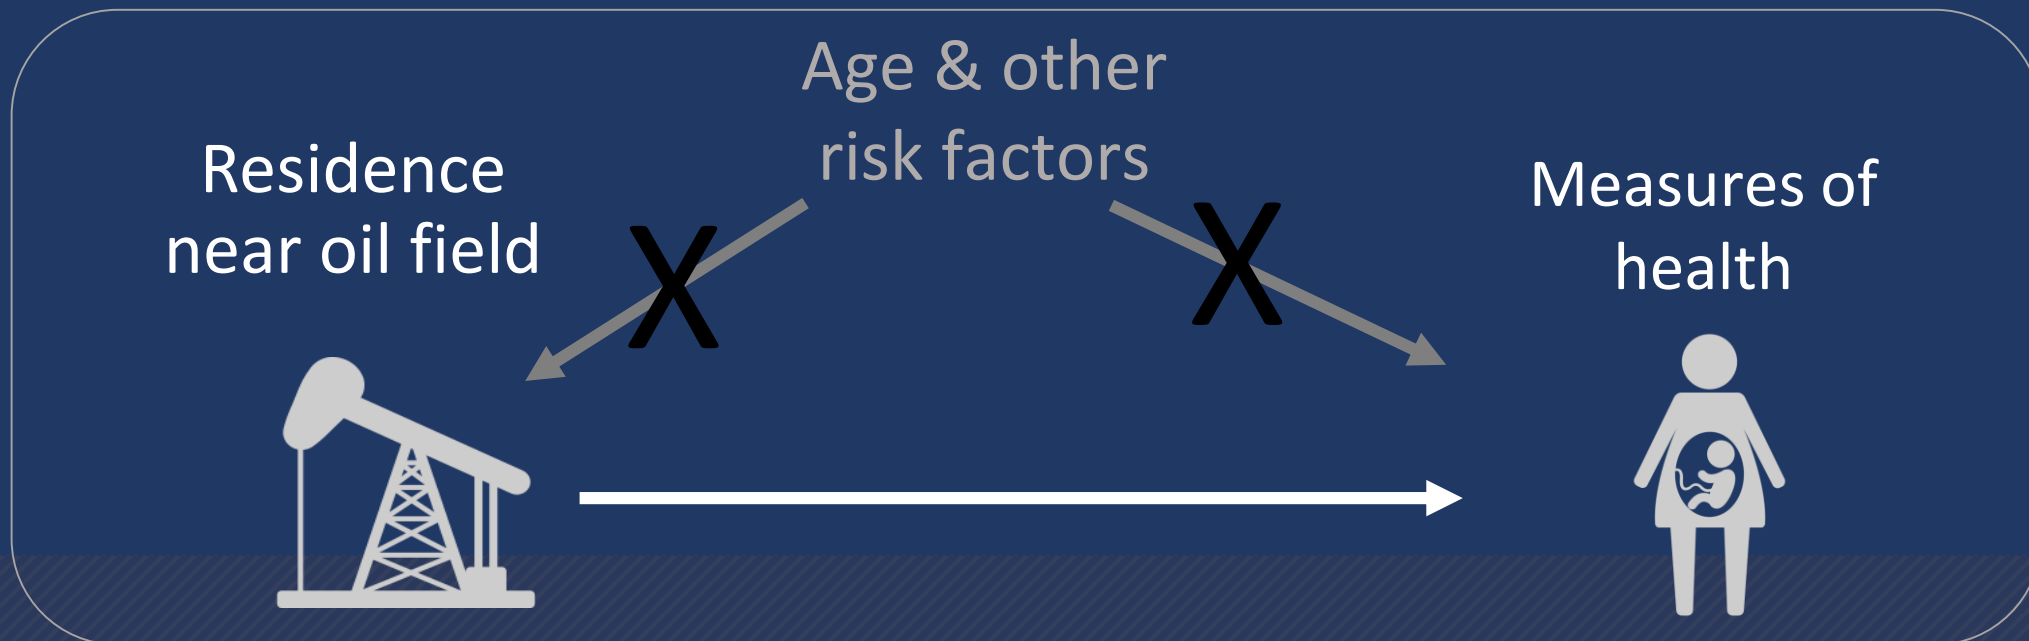 Age & other
risk factors
Residence
near oil field
Measures of
health
X
X